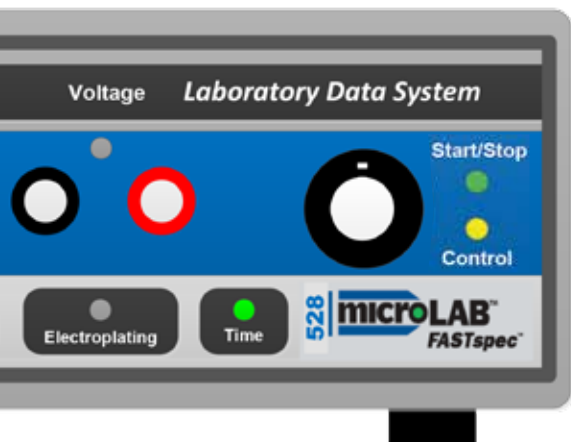 Voltage
Laboratory Data System
Start/Stop
Control
Electroplating
Time
528
microLAB™
FASTspec™